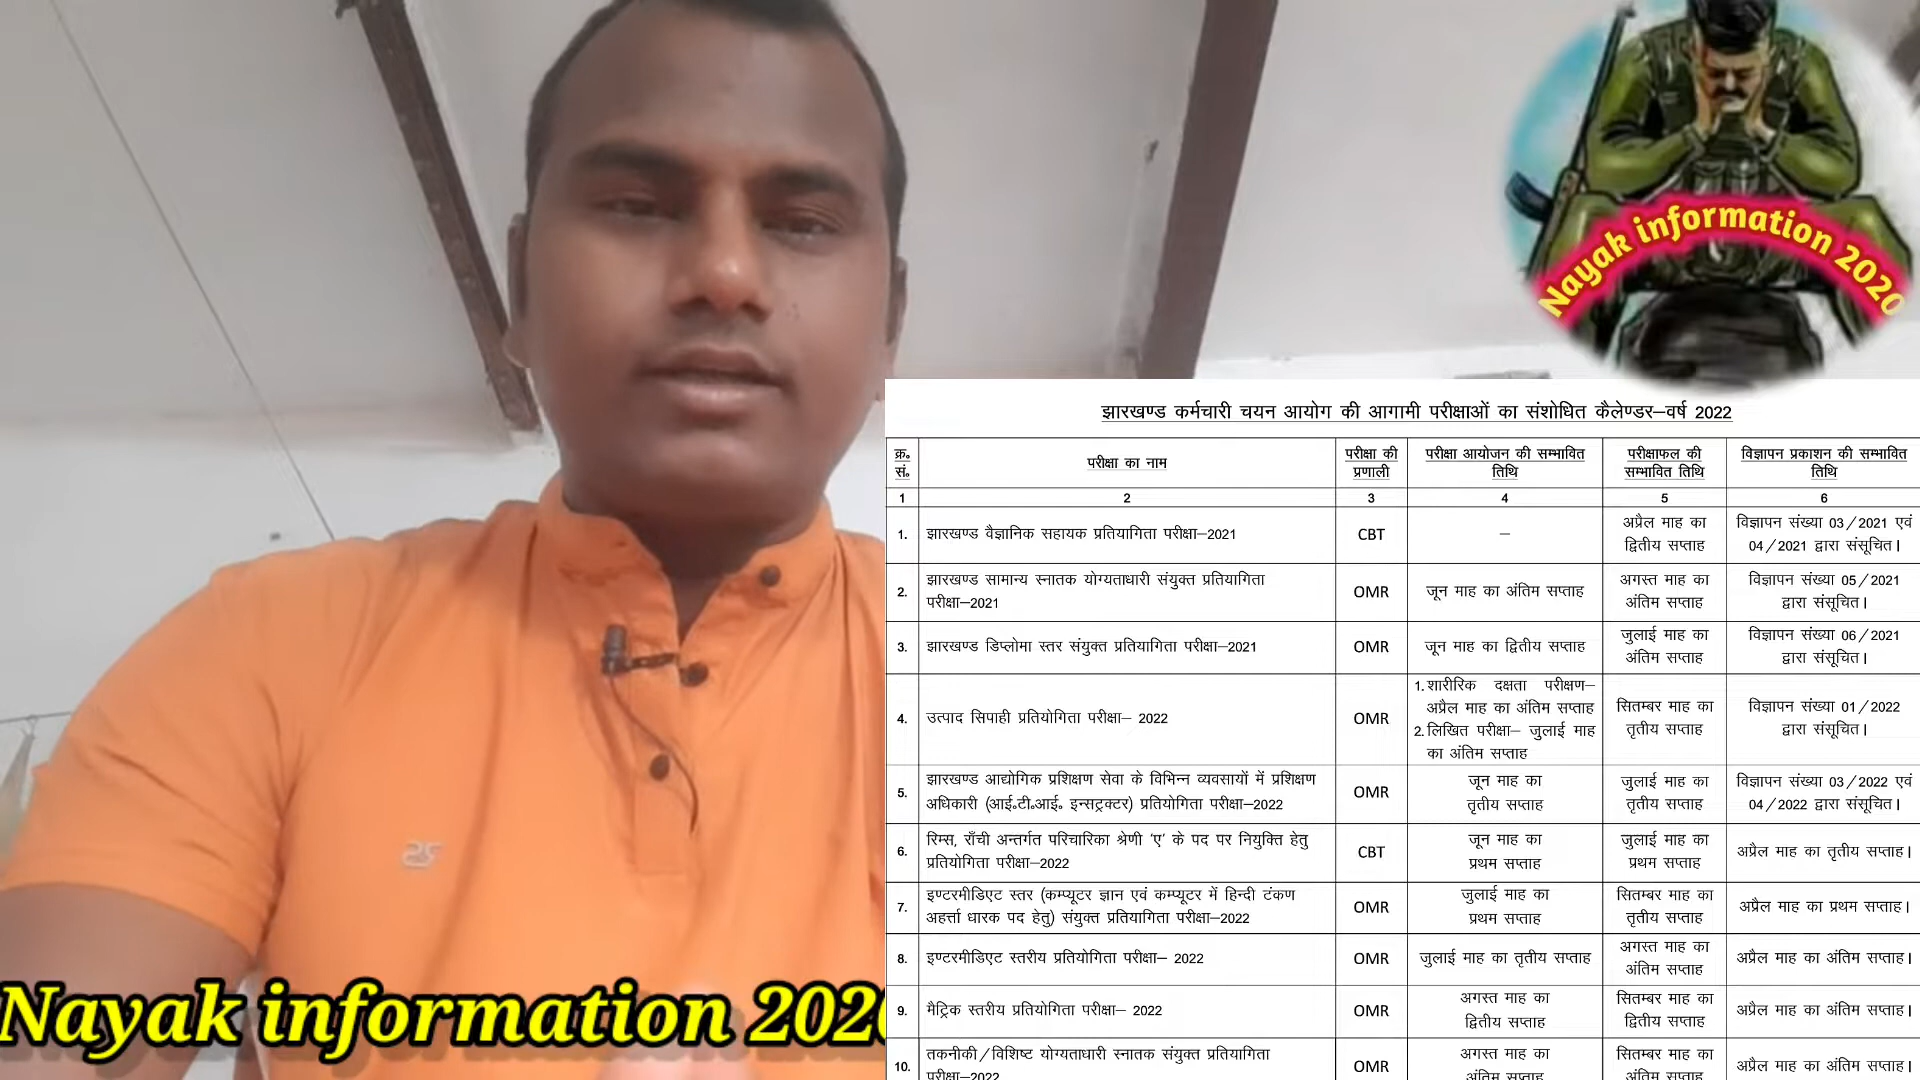 Nayak information 2020
झारखण्ड कर्मचारी चयन आयोग की आगामी परीक्षाओं का संशोधित कैलेण्डर–वर्ष 2022
क्र॰ सं॰ परीक्षा का नाम परीक्षा की प्रणाली परीक्षा आयोजन की सम्भावित तिथि परीक्षाफल की सम्भावित तिथि विज्ञापन प्रकाशन की सम्भावित तिथि
1 2 3 4 5 6
1. झारखण्ड वैज्ञानिक सहायक प्रतियागिता परीक्षा–2021 CBT – अप्रैल माह का द्वितीय सप्ताह विज्ञापन संख्या 03/2021 एवं 04/2021 द्वारा संसूचित।
2. झारखण्ड सामान्य स्नातक योग्यताधारी संयुक्त प्रतियागिता परीक्षा–2021 OMR जून माह का अंतिम सप्ताह अगस्त माह का अंतिम सप्ताह विज्ञापन संख्या 05/2021 द्वारा संसूचित।
3. झारखण्ड डिप्लोमा स्तर संयुक्त प्रतियागिता परीक्षा–2021 OMR जून माह का द्वितीय सप्ताह जुलाई माह का अंतिम सप्ताह विज्ञापन संख्या 06/2021 द्वारा संसूचित।
4. उत्पाद सिपाही प्रतियोगिता परीक्षा– 2022 OMR 1. शारीरिक दक्षता परीक्षण– अप्रैल माह का अंतिम सप्ताह 2. लिखित परीक्षा– जुलाई माह का अंतिम सप्ताह सितम्बर माह का तृतीय सप्ताह विज्ञापन संख्या 01/2022 द्वारा संसूचित।
5. झारखण्ड आद्योगिक प्रशिक्षण सेवा के विभिन्न व्यवसायों में प्रशिक्षण अधिकारी (आई॰टी॰आई॰ इन्सट्रक्टर) प्रतियोगिता परीक्षा–2022 OMR जून माह का तृतीय सप्ताह जुलाई माह का तृतीय सप्ताह विज्ञापन संख्या 03/2022 एवं 04/2022 द्वारा संसूचित।
6. रिम्स, राँची अन्तर्गत परिचारिका श्रेणी ‘ए’ के पद पर नियुक्ति हेतु प्रतियोगिता परीक्षा–2022 CBT जून माह का प्रथम सप्ताह जुलाई माह का प्रथम सप्ताह अप्रैल माह का तृतीय सप्ताह।
7. इण्टरमीडिएट स्तर (कम्प्यूटर ज्ञान एवं कम्प्यूटर में हिन्दी टंकण अहर्त्ता धारक पद हेतु) संयुक्त प्रतियागिता परीक्षा–2022 OMR जुलाई माह का प्रथम सप्ताह सितम्बर माह का तृतीय सप्ताह अप्रैल माह का प्रथम सप्ताह।
8. इण्टरमीडिएट स्तरीय प्रतियोगिता परीक्षा– 2022 OMR जुलाई माह का तृतीय सप्ताह अगस्त माह का अंतिम सप्ताह अप्रैल माह का अंतिम सप्ताह।
9. मैट्रिक स्तरीय प्रतियोगिता परीक्षा– 2022 OMR अगस्त माह का द्वितीय सप्ताह सितम्बर माह का द्वितीय सप्ताह अप्रैल माह का अंतिम सप्ताह।
10. तकनीकी/विशिष्ट योग्यताधारी स्नातक संयुक्त प्रतियागिता परीक्षा–2022 OMR अगस्त माह का अंतिम सप्ताह सितम्बर माह का अंतिम सप्ताह अप्रैल माह का अंतिम सप्ताह।
Nayak information 202